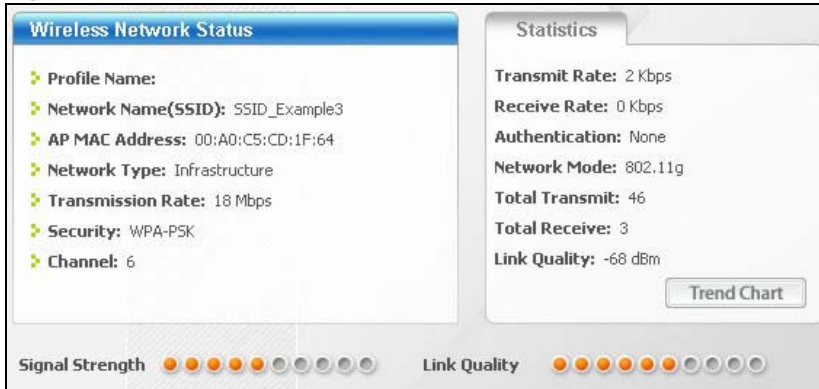 Wireless Network Status
Profile Name:
Network Name(SSID): SSID_Example3
AP MAC Address: 00:A0:C5:CD:1F:64
Network Type: Infrastructure
Transmission Rate: 18 Mbps
Security: WPA-PSK
Channel: 6
Statistics
Transmit Rate: 2 Kbps
Receive Rate: 0 Kbps
Authentication: None
Network Mode: 802.11g
Total Transmit: 46
Total Receive: 3
Link Quality: -68 dBm
Trend Chart
Signal Strength
Link Quality